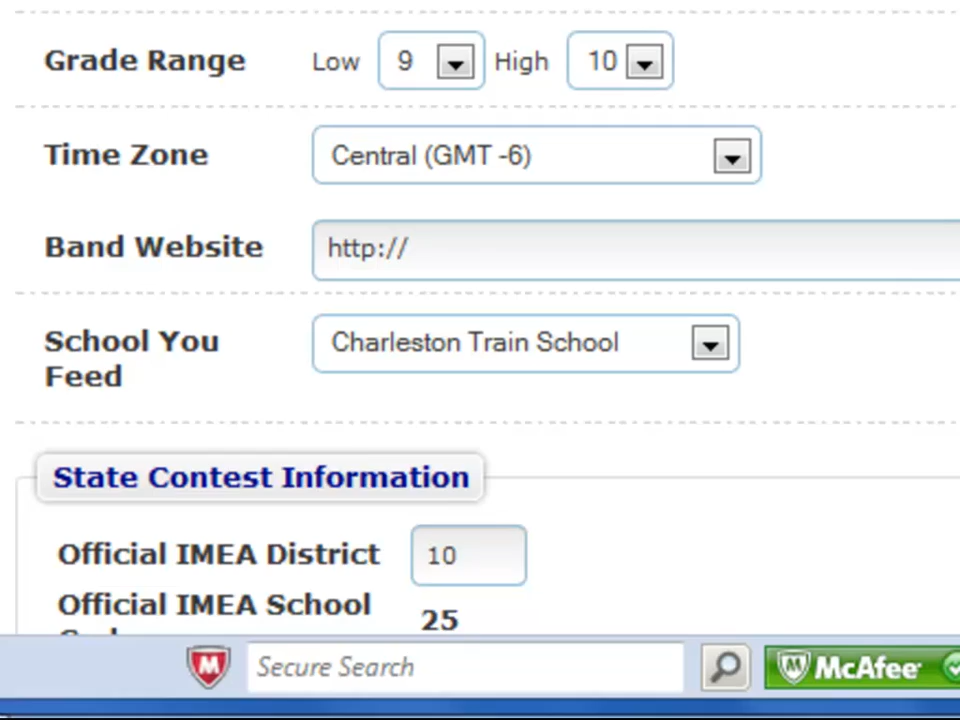 Grade Range Low 9 High 10
Time Zone Central (GMT -6)
Band Website http://
School You Charleston Train School
Feed
State Contest Information
Official IMEA District 10
Official IMEA School 25
Secure Search McAfee